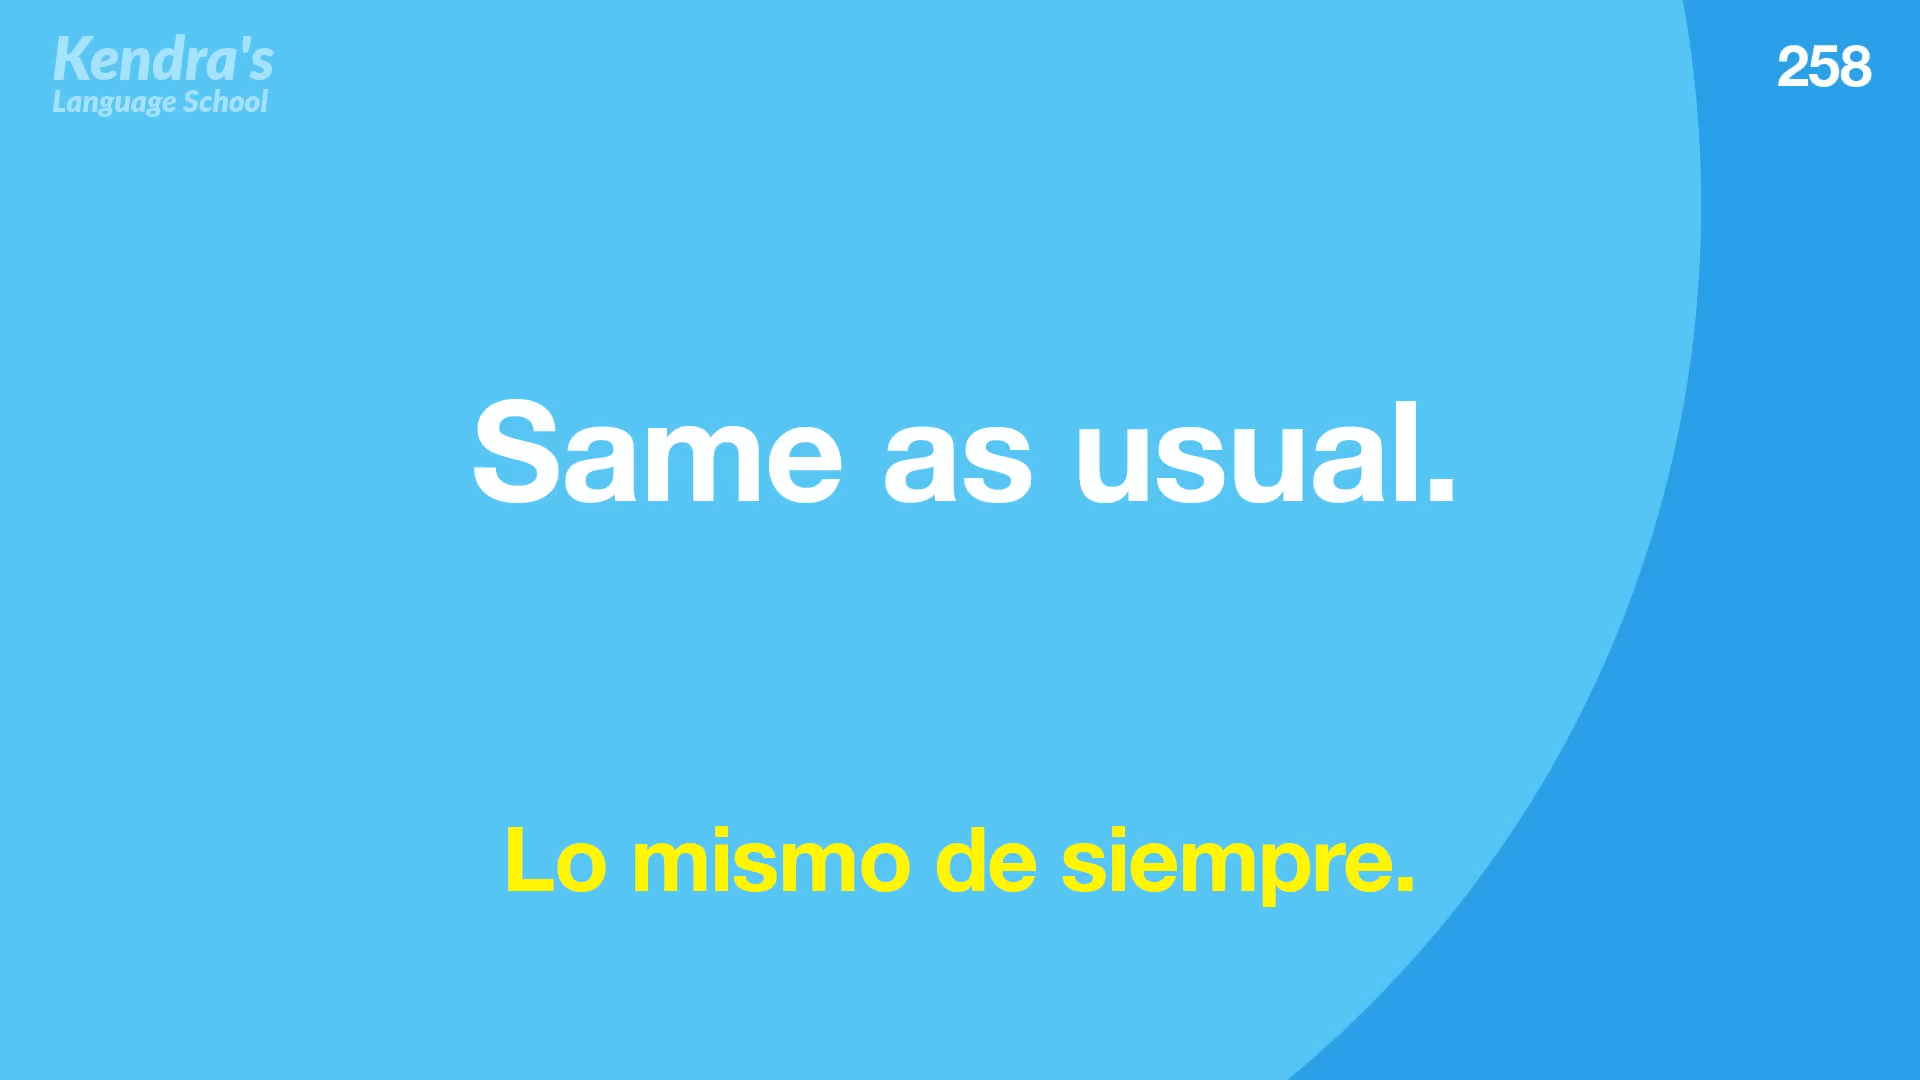 Kendra's
Language School
258
Same as usual.
Lo mismo de siempre.